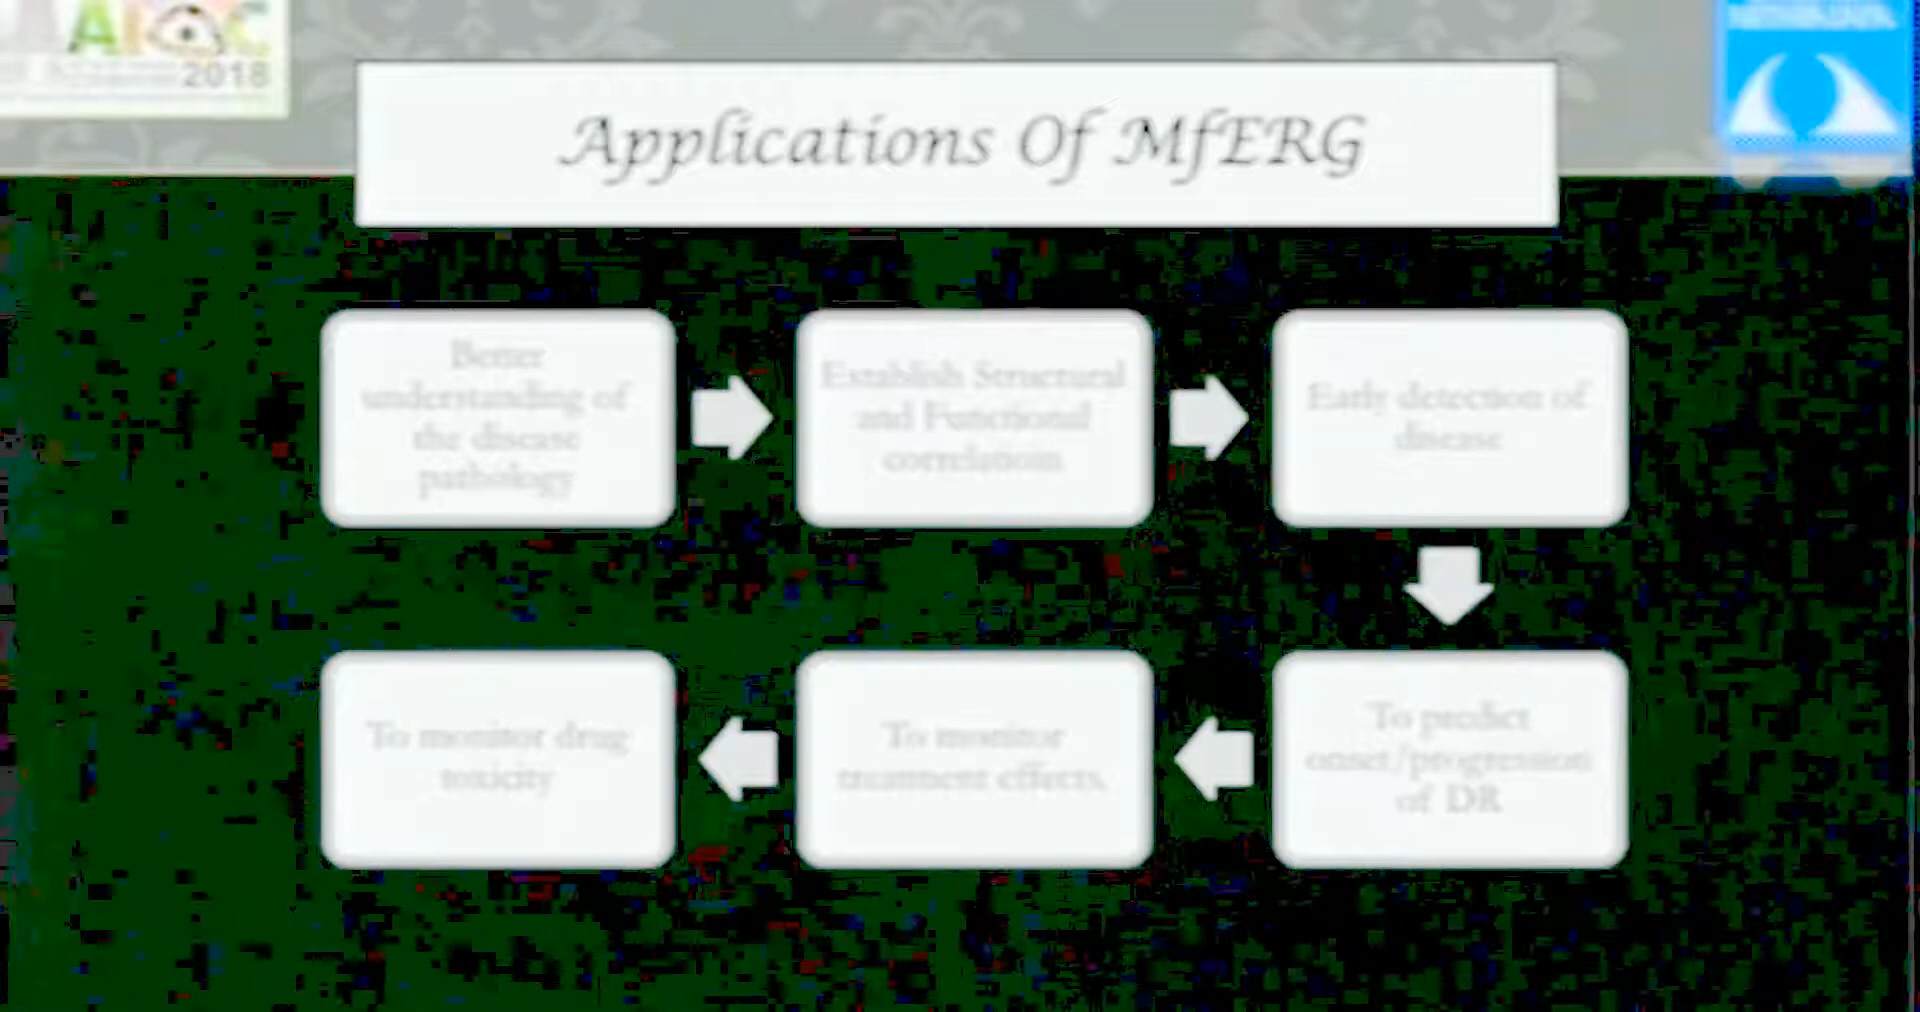 AIOC
2018
Applications Of MfERG
Better
understanding of
the disease
pathology
Establish Structural
and Functional
correlations
Early detection of
disease
To predict
onset/progression
of DR
To monitor
treatment effects.
To monitor drug
toxicity